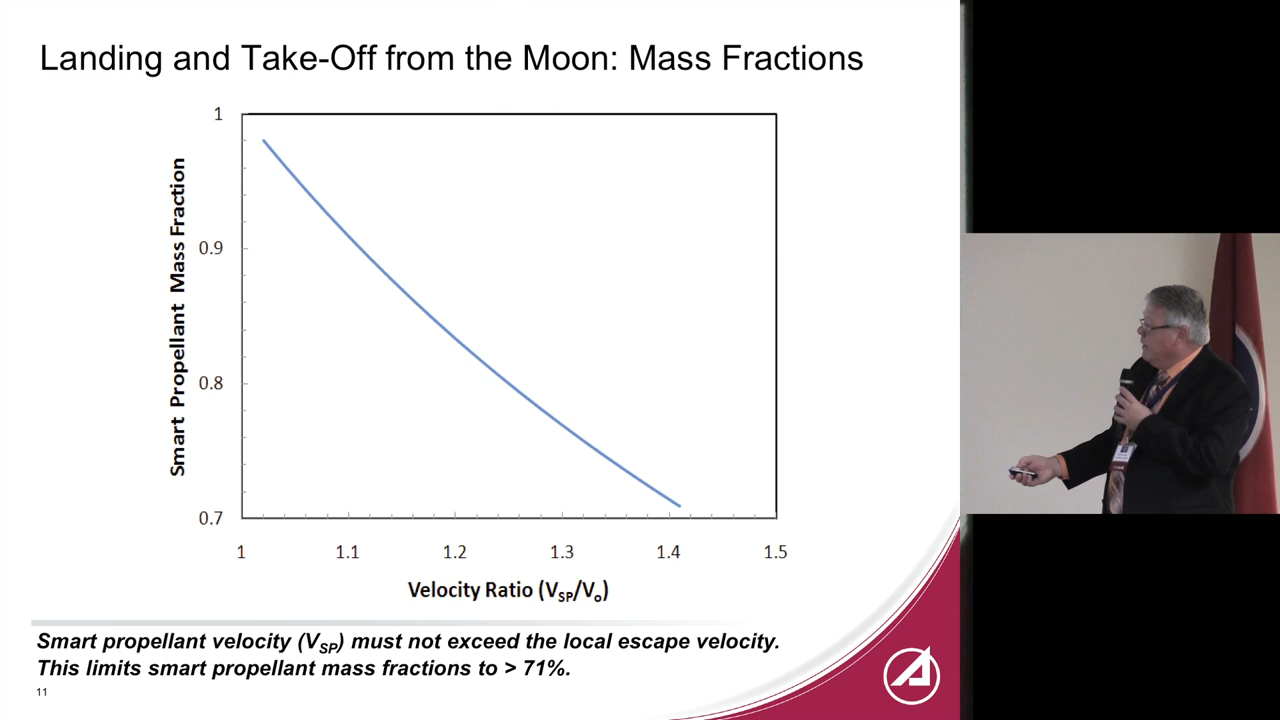 Landing and Take-Off from the Moon: Mass Fractions
Smart Propellant Mass Fraction
1
0.9
0.8
0.7
1
1.1
1.2
1.3
1.4
1.5
Velocity Ratio (VSP/Vo)
Smart propellant velocity (VSP) must not exceed the local escape velocity.
This limits smart propellant mass fractions to > 71%.
11